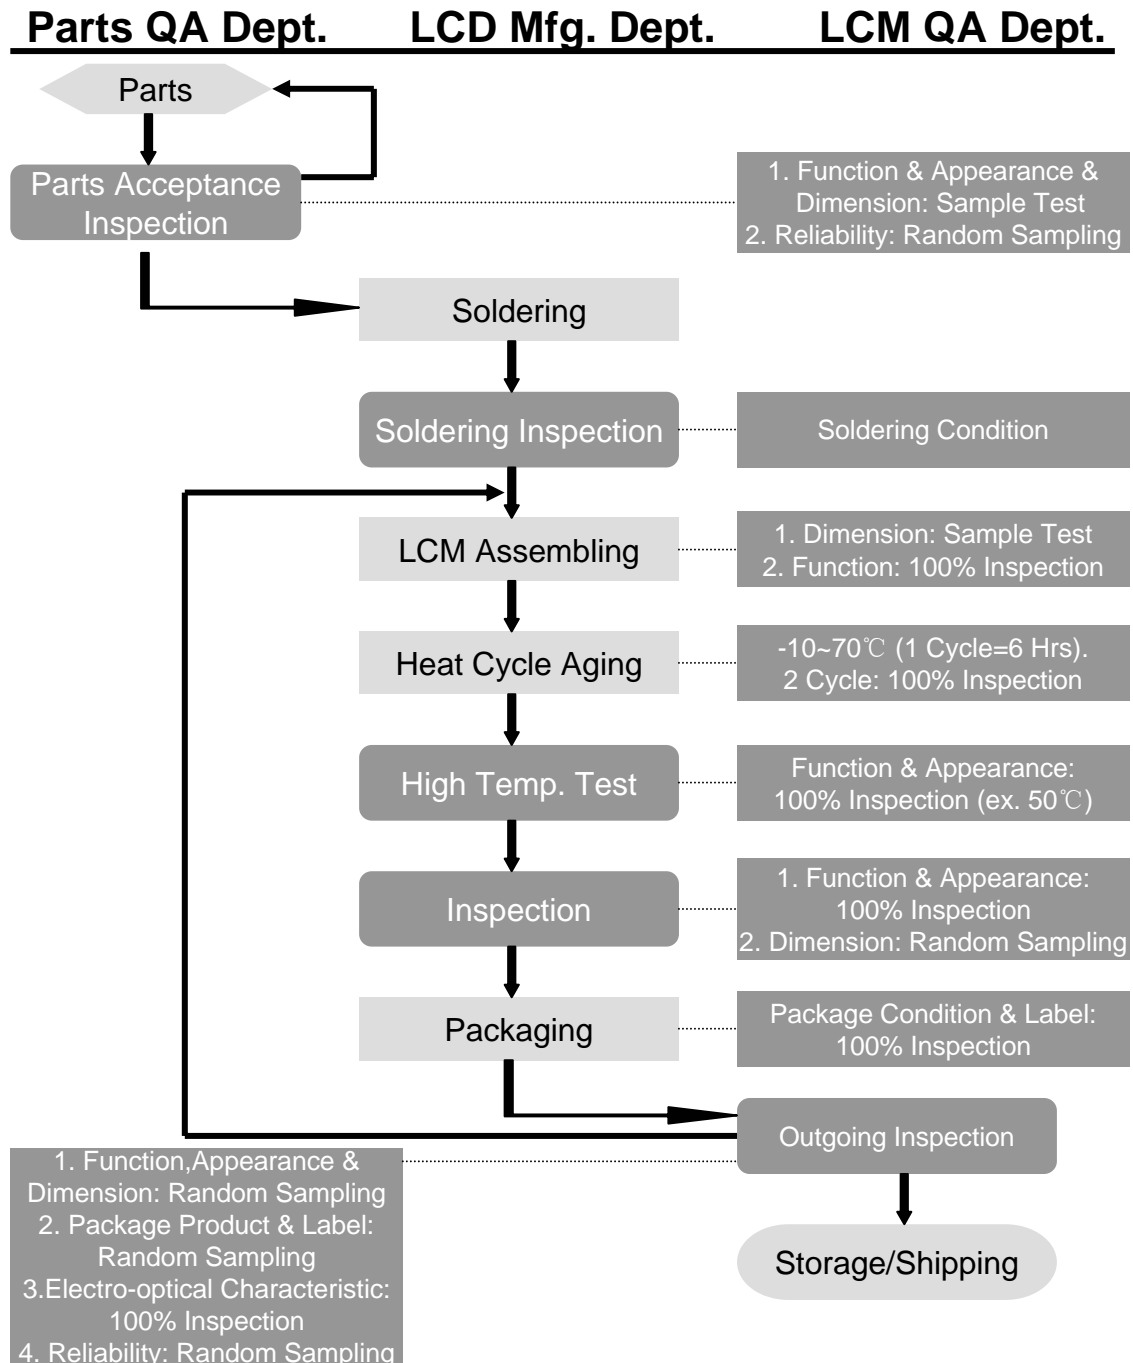 Parts QA Dept. LCD Mfg. Dept. LCM QA Dept.
Parts
Parts Acceptance
Inspection
1. Function & Appearance &
Dimension: Sample Test
2. Reliability: Random Sampling
Soldering
Soldering Inspection
Soldering Condition
LCM Assembling
1. Dimension: Sample Test
2. Function: 100% Inspection
Heat Cycle Aging
-10~70℃ (1 Cycle=6 Hrs).
2 Cycle: 100% Inspection
High Temp. Test
Function & Appearance:
100% Inspection (ex. 50℃)
Inspection
1. Function & Appearance:
100% Inspection
2. Dimension: Random Sampling
Packaging
Package Condition & Label:
100% Inspection
Outgoing Inspection
1. Function,Appearance &
Dimension: Random Sampling
2. Package Product & Label:
Random Sampling
3.Electro-optical Characteristic:
100% Inspection
4. Reliability: Random Sampling
Storage/Shipping